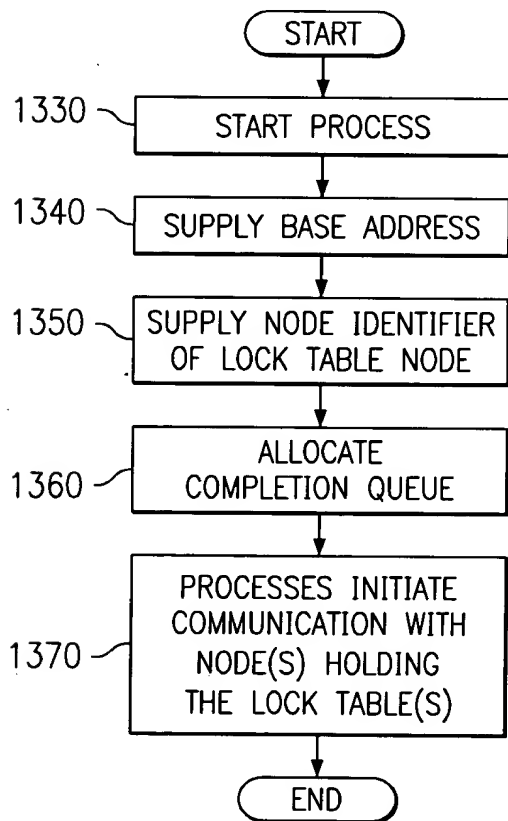 START
1330
START PROCESS
1340
SUPPLY BASE ADDRESS
1350
SUPPLY NODE IDENTIFIER
OF LOCK TABLE NODE
1360
ALLOCATE
COMPLETION QUEUE
1370
PROCESSES INITIATE
COMMUNICATION WITH
NODE(S) HOLDING
THE LOCK TABLE(S)
END